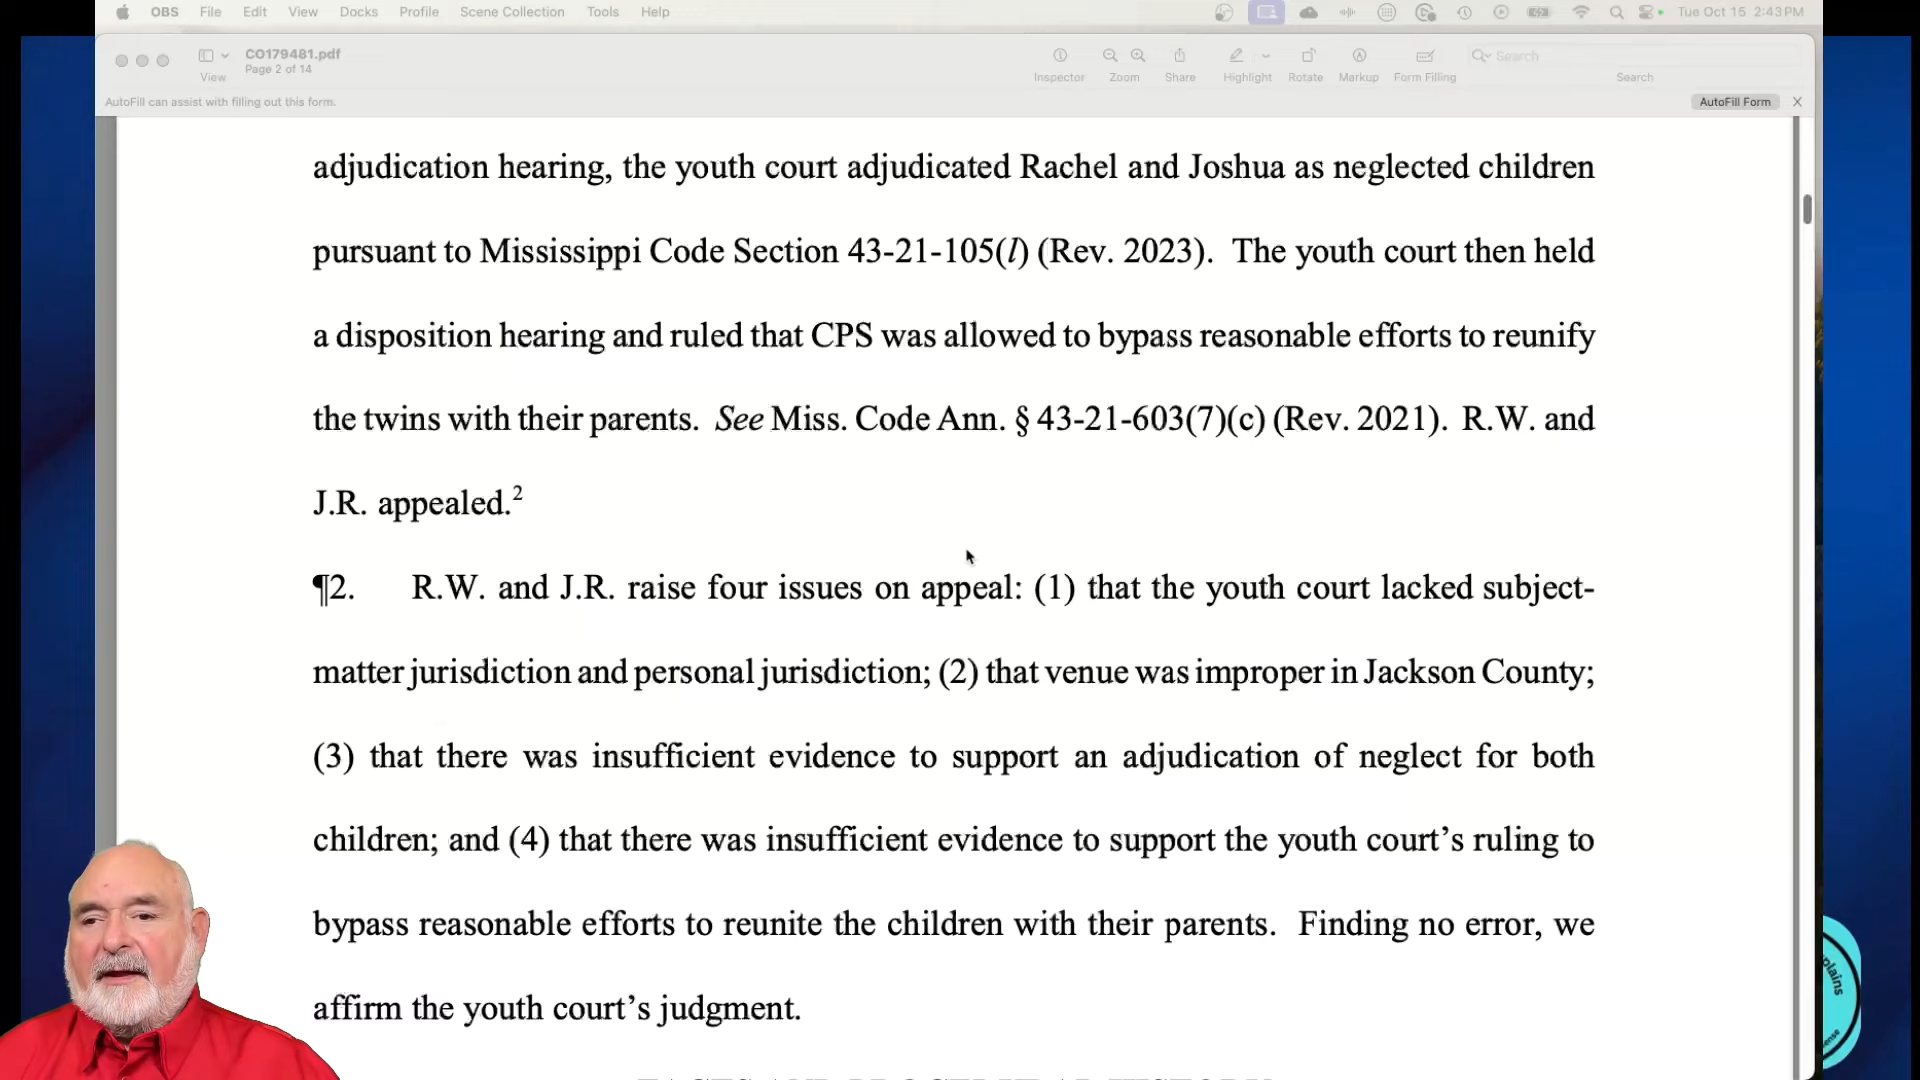 OBS File Edit View Docks Profile Scene Collection Tools Help Tue Oct 15 2:43 PM
CO179481.pdf
Page 2 of 14
View
Inspector Zoom Share Highlight Rotate Markup Form Filling Search
Search
AutoFill can assist with filling out this form. AutoFill Form
adjudication hearing, the youth court adjudicated Rachel and Joshua as neglected children
pursuant to Mississippi Code Section 43-21-105(l) (Rev. 2023). The youth court then held
a disposition hearing and ruled that CPS was allowed to bypass reasonable efforts to reunify
the twins with their parents. See Miss. Code Ann. § 43-21-603(7)(c) (Rev. 2021). R.W. and
J.R. appealed.2
¶2. R.W. and J.R. raise four issues on appeal: (1) that the youth court lacked subject-
matter jurisdiction and personal jurisdiction; (2) that venue was improper in Jackson County;
(3) that there was insufficient evidence to support an adjudication of neglect for both
children; and (4) that there was insufficient evidence to support the youth court’s ruling to
bypass reasonable efforts to reunite the children with their parents. Finding no error, we
affirm the youth court’s judgment.